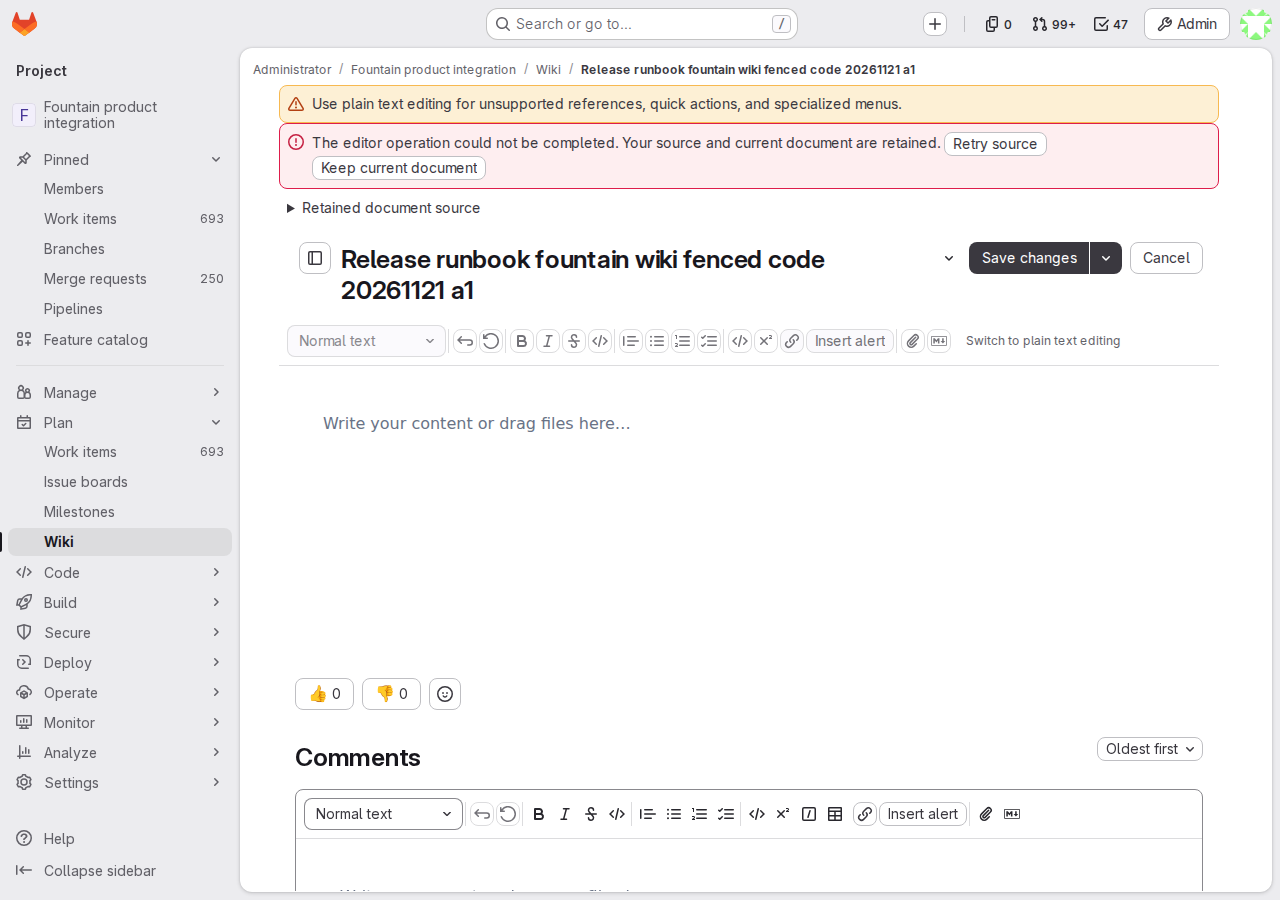 Search or go to...
/
0
99+
47
Admin
Project
F
Fountain product
integration
Pinned
Members
Work items
693
Branches
Merge requests
250
Pipelines
Feature catalog
Manage
Plan
Work items
693
Issue boards
Milestones
Wiki
Code
Build
Secure
Deploy
Operate
Monitor
Analyze
Settings
Help
Collapse sidebar
Administrator / Fountain product integration / Wiki / Release runbook fountain wiki fenced code 20261121 a1
Use plain text editing for unsupported references, quick actions, and specialized menus.
The editor operation could not be completed. Your source and current document are retained. Retry source
Keep current document
Retained document source
Release runbook fountain wiki fenced code
20261121 a1
Save changes
Cancel
Normal text
Insert alert
Switch to plain text editing
Write your content or drag files here...
👍 0
👎 0
Comments
Oldest first
Normal text
Insert alert